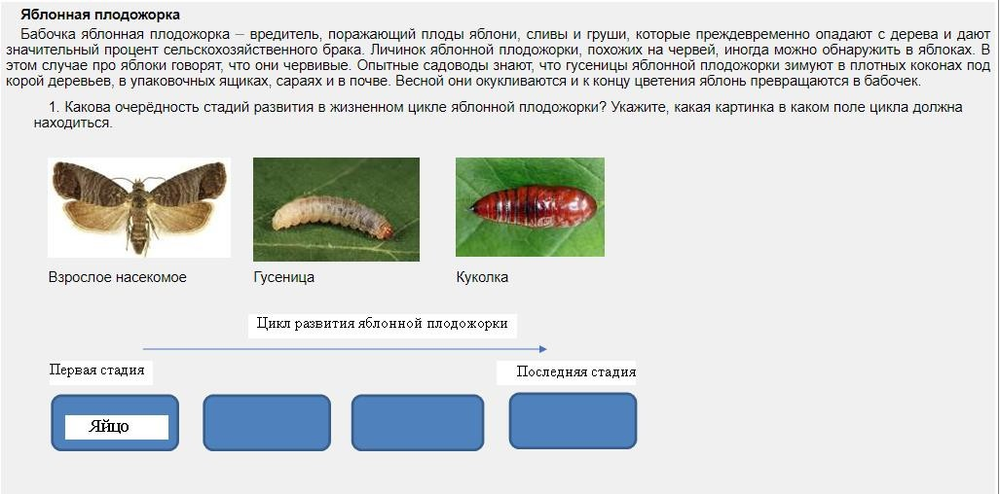 Яблонная плодожорка
Бабочка яблонная плодожорка – вредитель, поражающий плоды яблони, сливы и груши, которые преждевременно опадают с дерева и дают
значительный процент сельскохозяйственного брака. Личинок яблонной плодожорки, похожих на червей, иногда можно обнаружить в яблоках. В
этом случае про яблоки говорят, что они червивые. Опытные садоводы знают, что гусеницы яблонной плодожорки зимуют в плотных коконах под
корой деревьев, в упаковочных ящиках, сараях и в почве. Весной они окукливаются и к концу цветения яблонь превращаются в бабочек.
1. Какова очерёдность стадий развития в жизненном цикле яблонной плодожорки? Укажите, какая картинка в каком поле цикла должна
находиться.
Взрослое насекомое
Гусеница
Куколка
Цикл развития яблонной плодожорки
Первая стадия
Последняя стадия
Яйцо